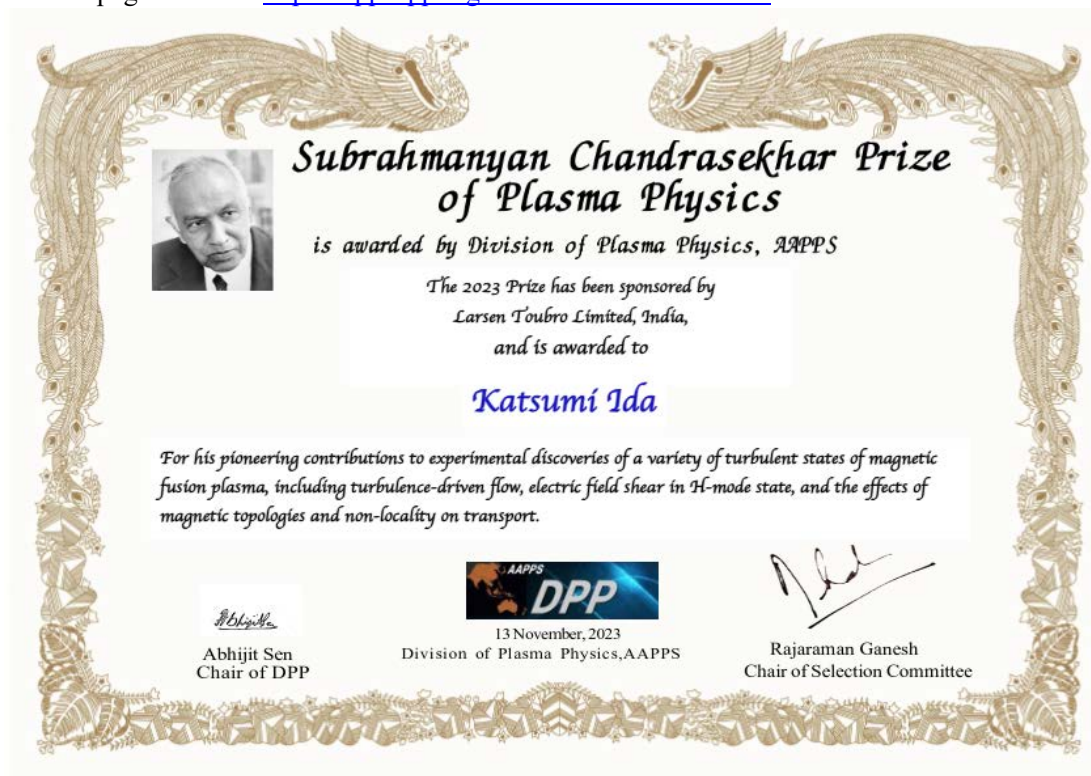 Subrahmanyan Chandrasekhar Prize
of Plasma Physics
is awarded by Division of Plasma Physics, AAPPS
The 2023 Prize has been sponsored by
Larsen Toubro Limited, India,
and is awarded to
Katsumi Ida
For his pioneering contributions to experimental discoveries of a variety of turbulent states of magnetic
fusion plasma, including turbulence-driven flow, electric field shear in H-mode state, and the effects of
magnetic topologies and non-locality on transport.
AAPPS
DPP
13 November, 2023
Division of Plasma Physics,AAPPS
Abhijit Sen
Chair of DPP
Rajaraman Ganesh
Chair of Selection Committee